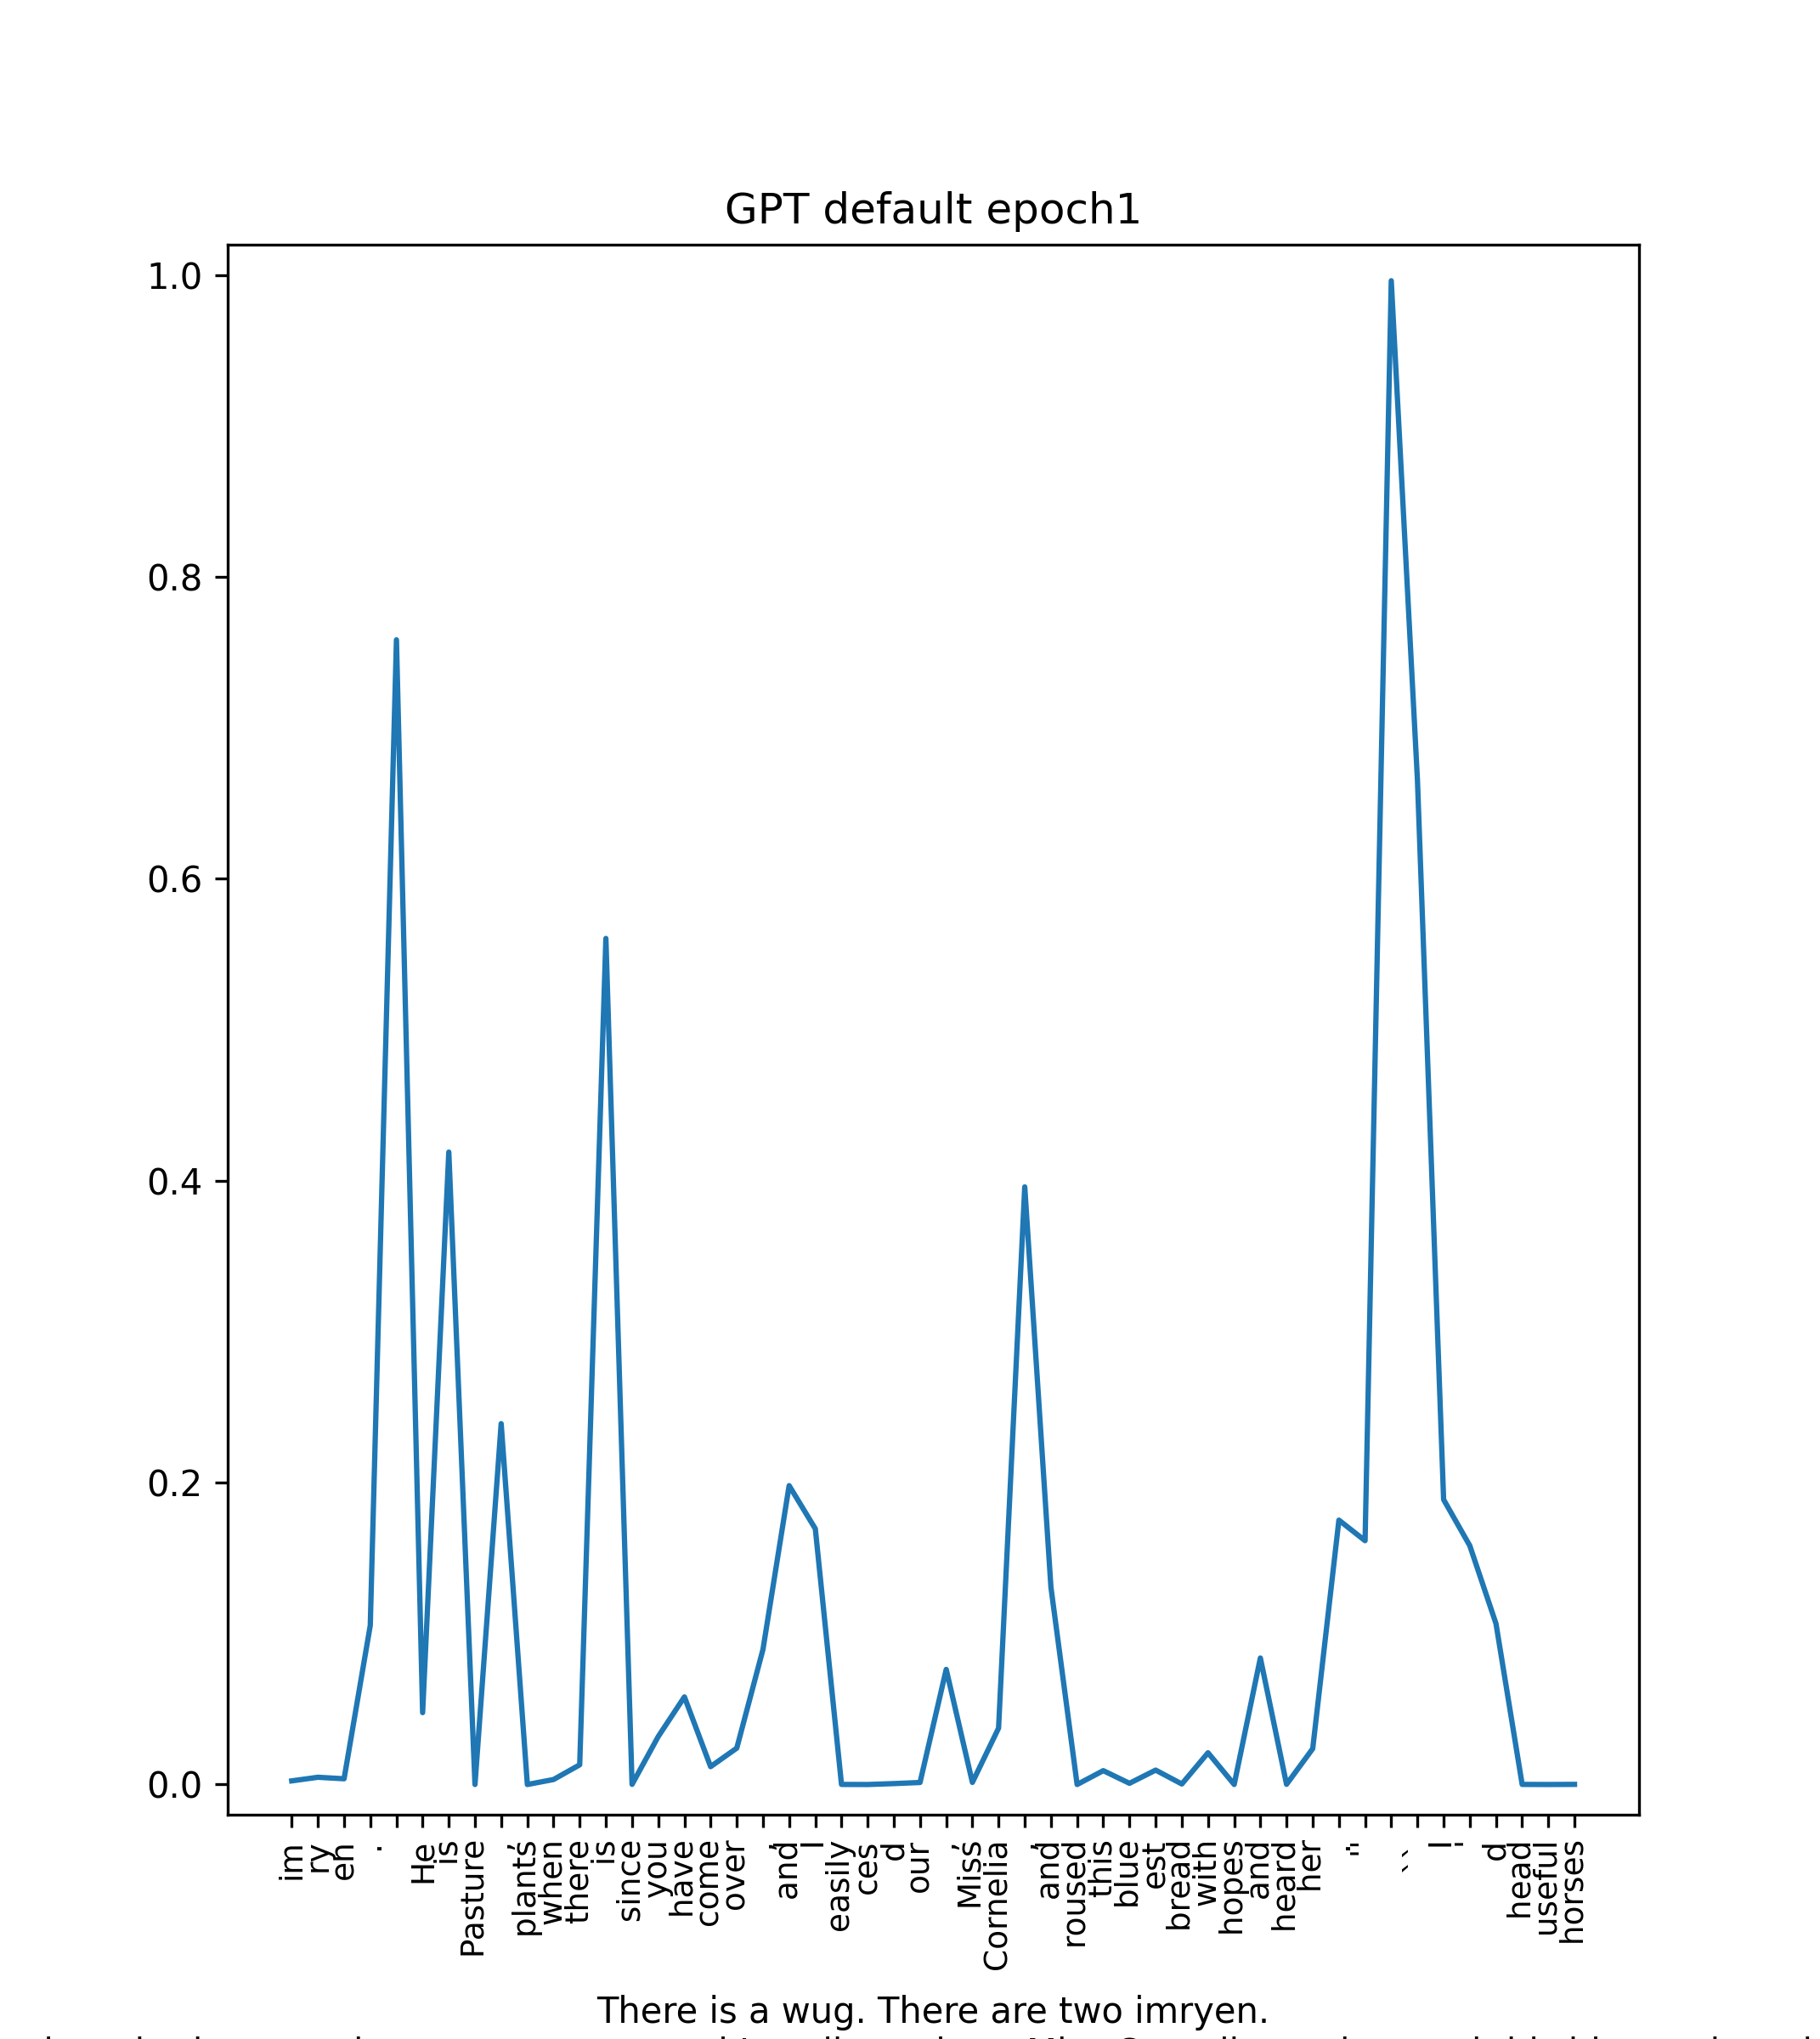 GPT default epoch1
1.0
0.8
0.6
0.4
0.2
0.0
im
ry
en
.
He
is
Pasture
,
plants
when
there
is
since
you
have
come
over
,
and
I
easily
ces
d
our
,
Miss
Cornelia
,
and
roused
this
blue
est
bread
with
hopes
and
heard
her
.
"
``
I
'
d
head
useful
horses
There is a wug. There are two imryen.